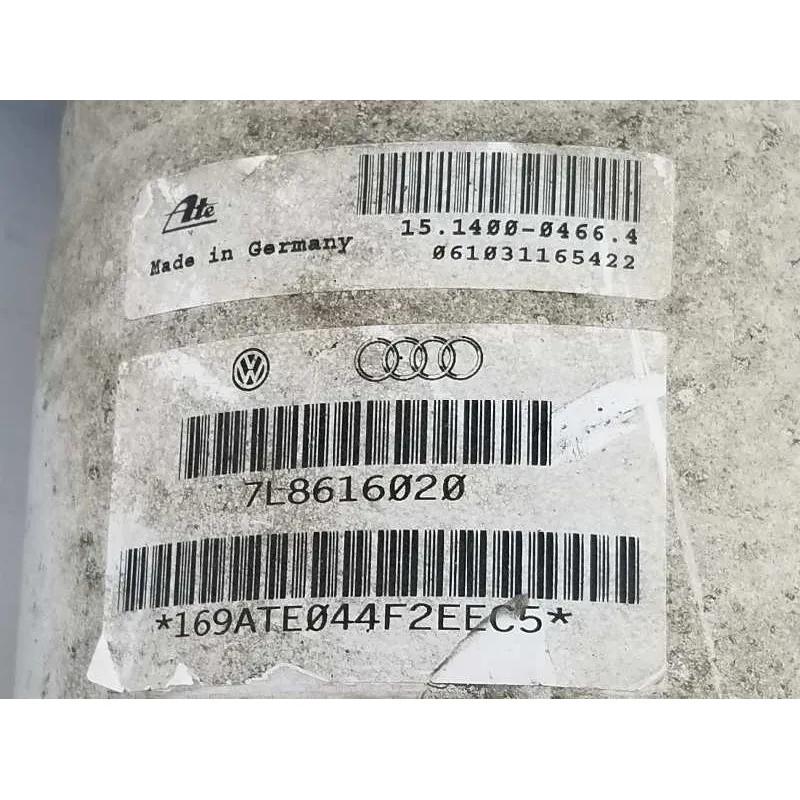 Ate
Made in Germany
15.1400-0466.4
061031165422
7L8616020
*169ATE044F2EEC5*